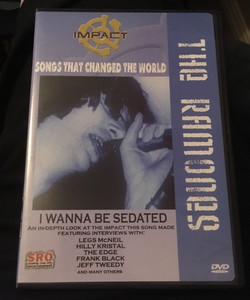 IMPACT
SONGS THAT CHANGED THE WORLD
THE RAMONES
I WANNA BE SEDATED
AN IN-DEPTH LOOK AT THE IMPACT THIS SONG MADE
FEATURING INTERVIEWS WITH:
LEGS MCNEIL
HILLY KRISTAL
THE EDGE
FRANK BLACK
JEFF TWEEDY
AND MANY OTHERS
SRO
DVD